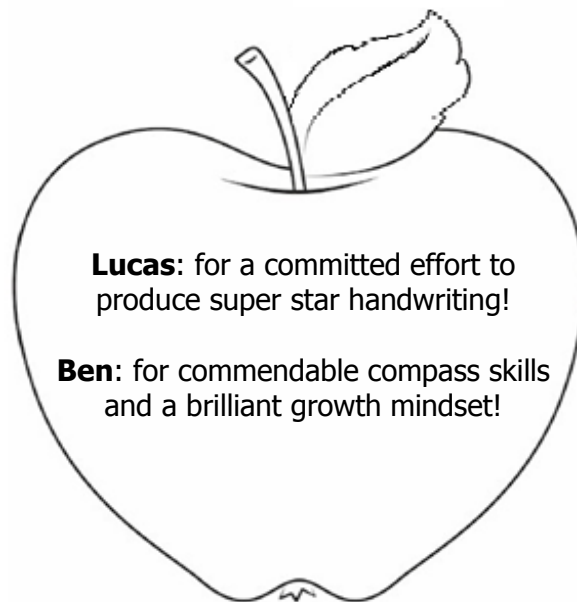 Lucas: for a committed effort to
produce super star handwriting!
Ben: for commendable compass skills
and a brilliant growth mindset!